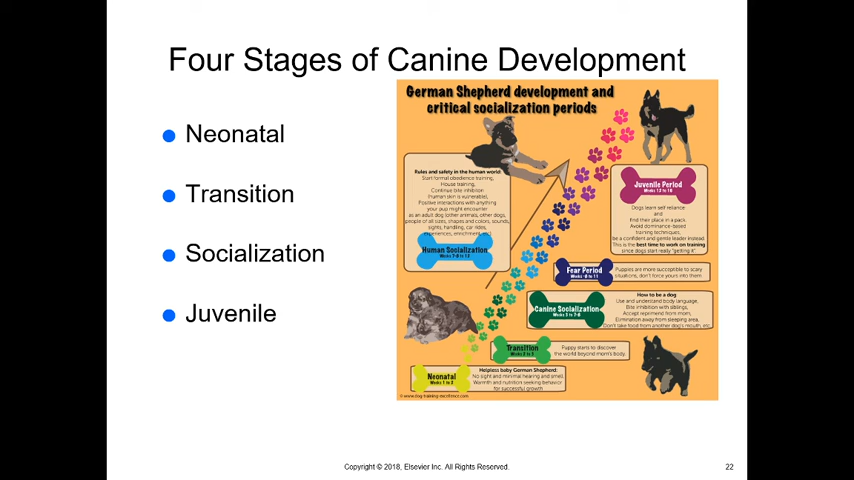 Four Stages of Canine Development
Neonatal
Transition
Socialization
Juvenile
German Shepherd development and
critical socialization periods
Rules and safety in the human world
Start formal obedience training,
House training,
Continue bite inhibition
Human skin is vulnerable,
Positive interactions with anything
your pup might encounter
as an adult dog (other animals, other dogs,
people of all sizes, shapes and colors, sounds,
sights, handling, car rides,
experiences, enrichment, etc)
Human Socialization
Weeks 7-8 to 12
Juvenile Period
Weeks 12 to 18
Dogs learn self reliance
and
find their place in a pack.
Avoid dominance-based
training techniques,
be a confident and gentle leader instead.
This is the best time to work on training
since dogs start really "getting it"
Fear Period
Weeks -8 to 11
Puppies are more susceptible to scary
situations, don't force yours into them
Canine Socialization
Weeks 3 to 7-8
How to be a dog
Use and understand body language,
Bite inhibition with siblings,
Accept reprimend from mom,
Elimination away from sleeping area,
Don't take food from another dog's mouth, etc.
Transition
Weeks 2 to 3
Puppy starts to discover
the world beyond mom's body.
Neonatal
Weeks 1 to 2
Helpless baby German Shepherd:
No sight and minimal hearing and smell.
Warmth and nutrition seeking behavior
for successful growth
© www.dog-training-excellence.com
Copyright © 2018, Elsevier Inc. All Rights Reserved.
22